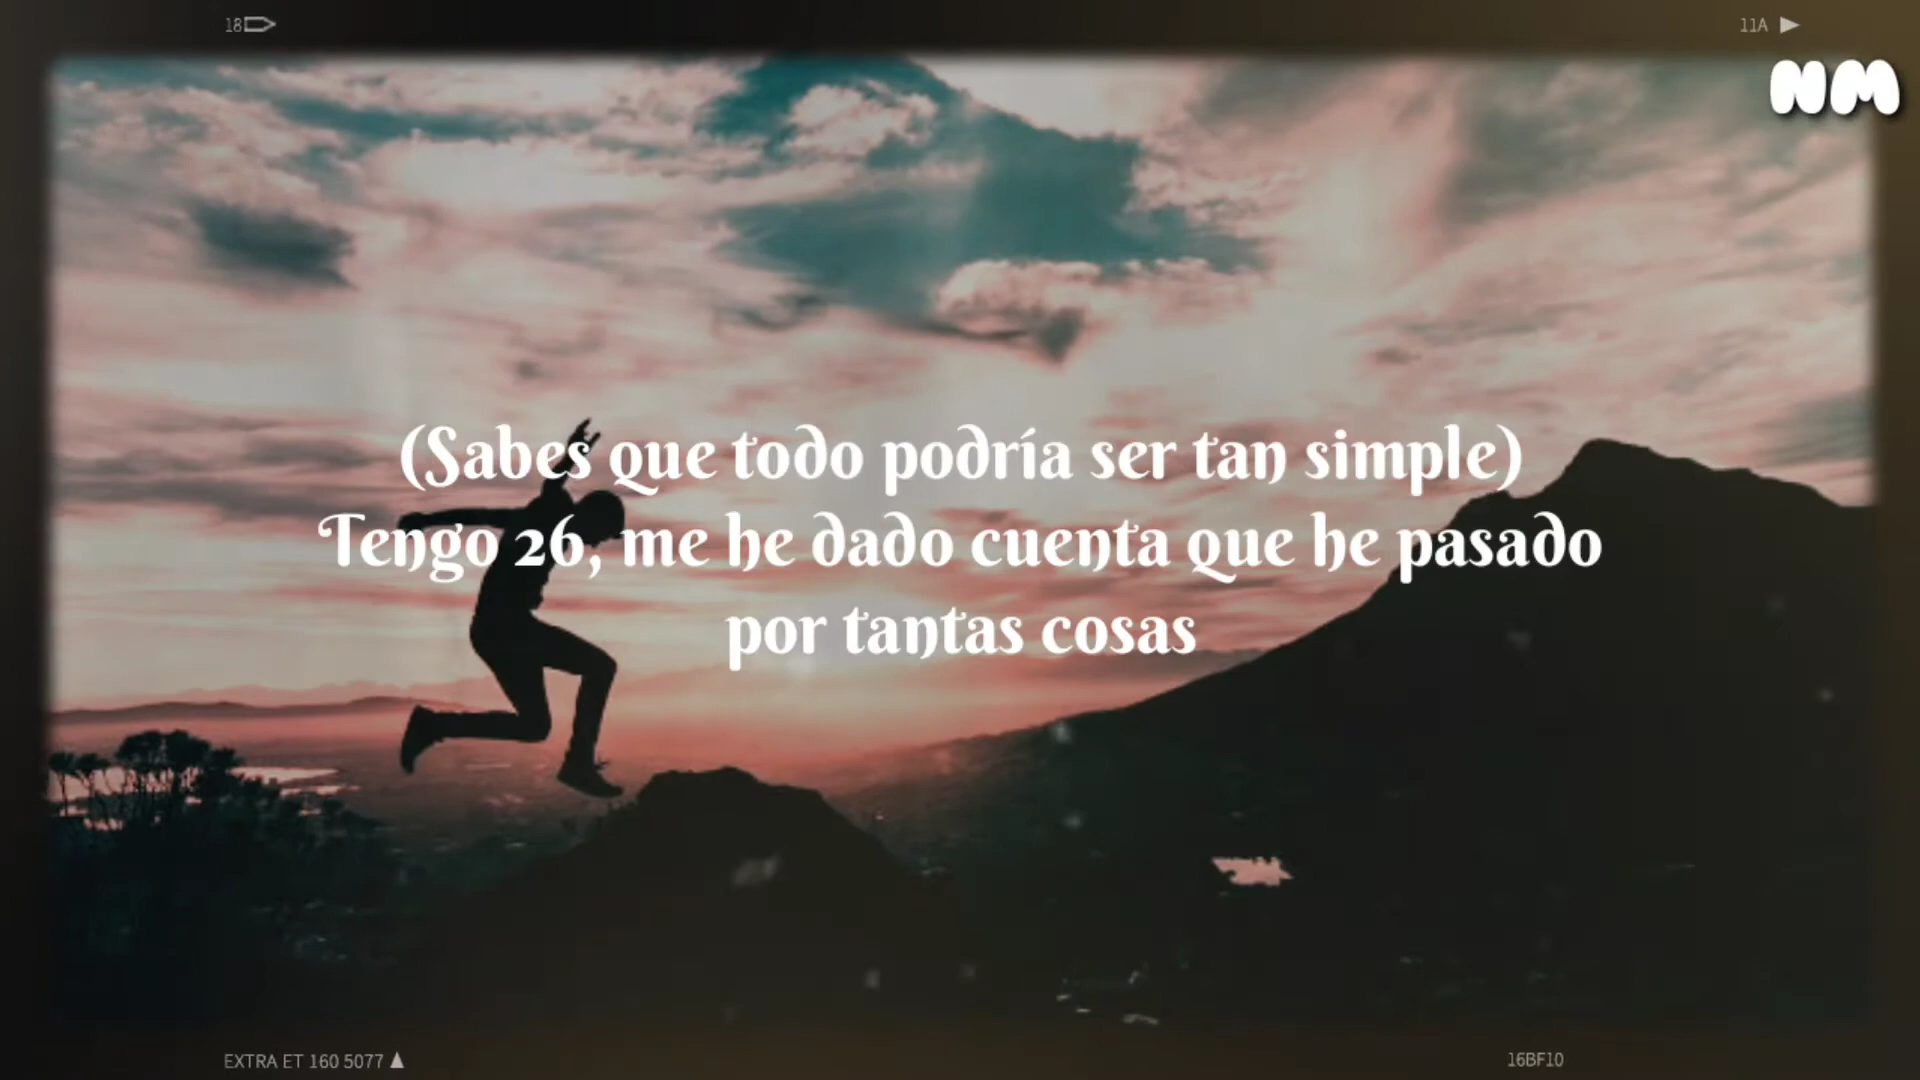 18
11A
NM
(Sabes que todo podría ser tan simple)
Tengo 26, me he dado cuenta que he pasado
por tantas cosas
EXTRA ET 160 5077
16BF10